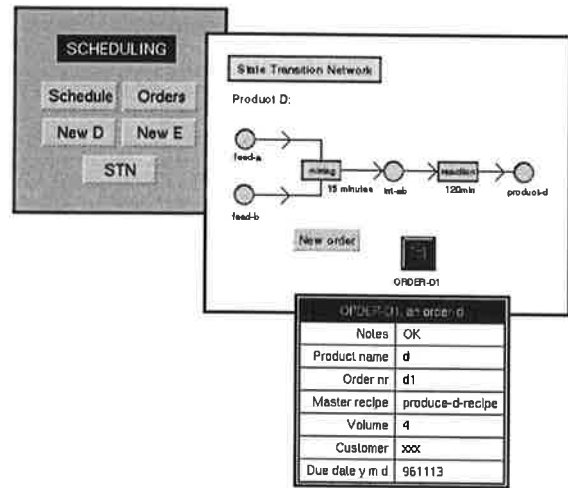 SCHEDULING
Schedule Orders
New D New E
STN
State Transition Network
Product D:
feed-a
mixing
15 minutes
int-ab
reaction
120min
product-d
feed-b
New order
ORDER-D1
ORDER-D1, an order-d
Notes OK
Product name d
Order nr d1
Master recipe produce-d-recipe
Volume 4
Customer xxx
Due date y m d 961113